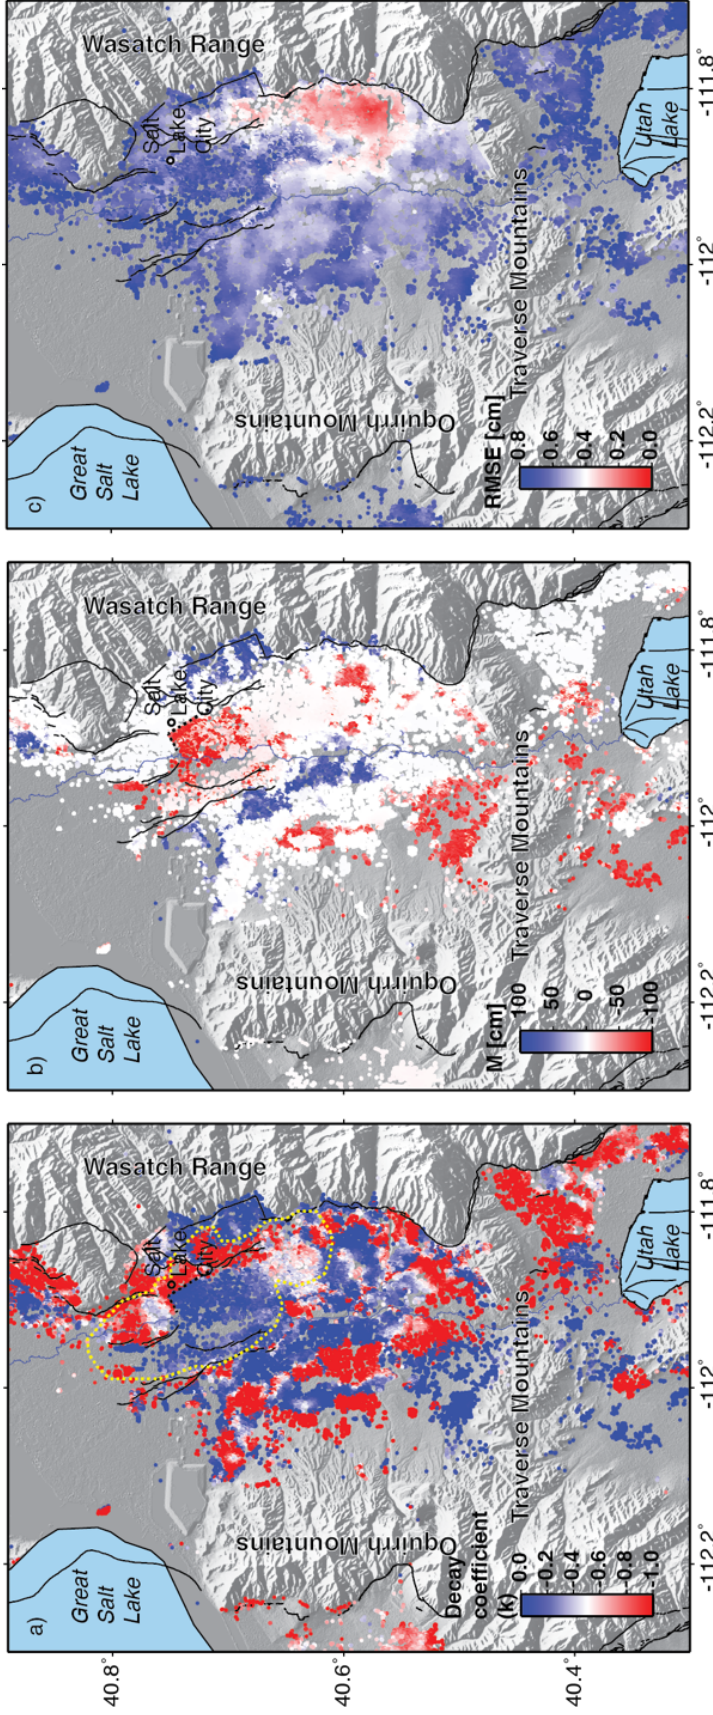 a)
Great
Salt
Lake
Wasatch Range
Salt
Lake
City
Oquirrh Mountains
Traverse Mountains
Utah
Lake
Decay
coefficient
(k)
0.0
-0.2
-0.4
-0.6
-0.8
-1.0
40.8°
40.6°
40.4°
-112.2°
-112°
-111.8°
b)
Great
Salt
Lake
Wasatch Range
Salt
Lake
City
Oquirrh Mountains
Traverse Mountains
Utah
Lake
M [cm]
100
50
0
-50
-100
-112.2°
-112°
-111.8°
c)
Great
Salt
Lake
Wasatch Range
Salt
Lake
City
Oquirrh Mountains
Traverse Mountains
Utah
Lake
RMSE [cm]
0.8
0.6
0.4
0.2
0.0
-112.2°
-112°
-111.8°